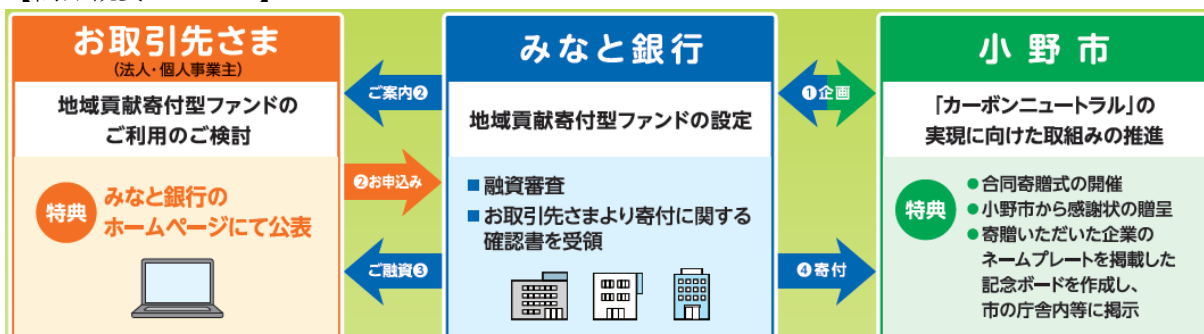 お取引先さま
(法人・個人事業主)
地域貢献寄付型ファンドの
ご利用のご検討
特典
みなと銀行の
ホームページにて公表
ご案内❷
❷お申込み
ご融資❸
みなと銀行
地域貢献寄付型ファンドの設定
■融資審査
■お取引先さまより寄付に関する
確認書を受領
❶企画
❹寄付
小野市
「カーボンニュートラル」の
実現に向けた取組みの推進
特典
●合同寄贈式の開催
●小野市から感謝状の贈呈
●寄贈いただいた企業の
ネームプレートを掲載した
記念ボードを作成し、
市の庁舎内等に掲示